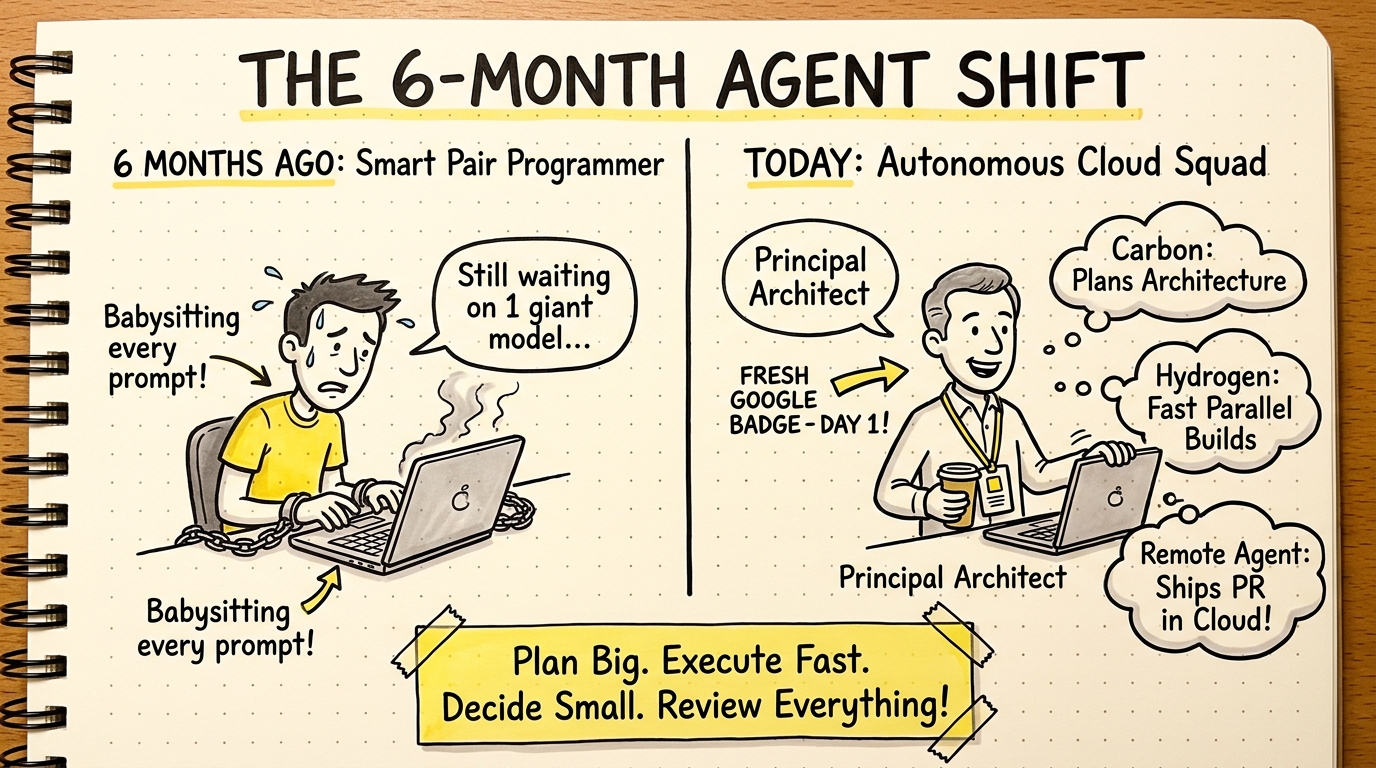 THE 6-MONTH AGENT SHIFT
6 MONTHS AGO: Smart Pair Programmer
Still waiting
on 1 giant
model...
Babysitting
every
prompt!
Babysitting
every prompt!
TODAY: Autonomous Cloud Squad
Principal
Architect
Carbon:
Plans Architecture
FRESH
GOOGLE
BADGE - DAY 1!
Hydrogen:
Fast Parallel
Builds
Remote Agent:
Ships PR
in Cloud!
Principal Architect
Plan Big. Execute Fast.
Decide Small. Review Everything!